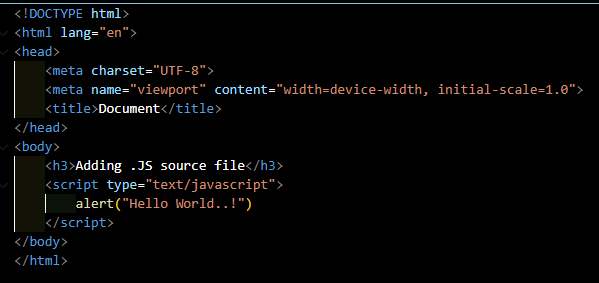 <!DOCTYPE html>
<html lang="en">
<head>
    <meta charset="UTF-8">
    <meta name="viewport" content="width=device-width, initial-scale=1.0">
    <title>Document</title>
</head>
<body>
    <h3>Adding .JS source file</h3>
    <script type="text/javascript">
        alert("Hello World..!")
    </script>
</body>
</html>